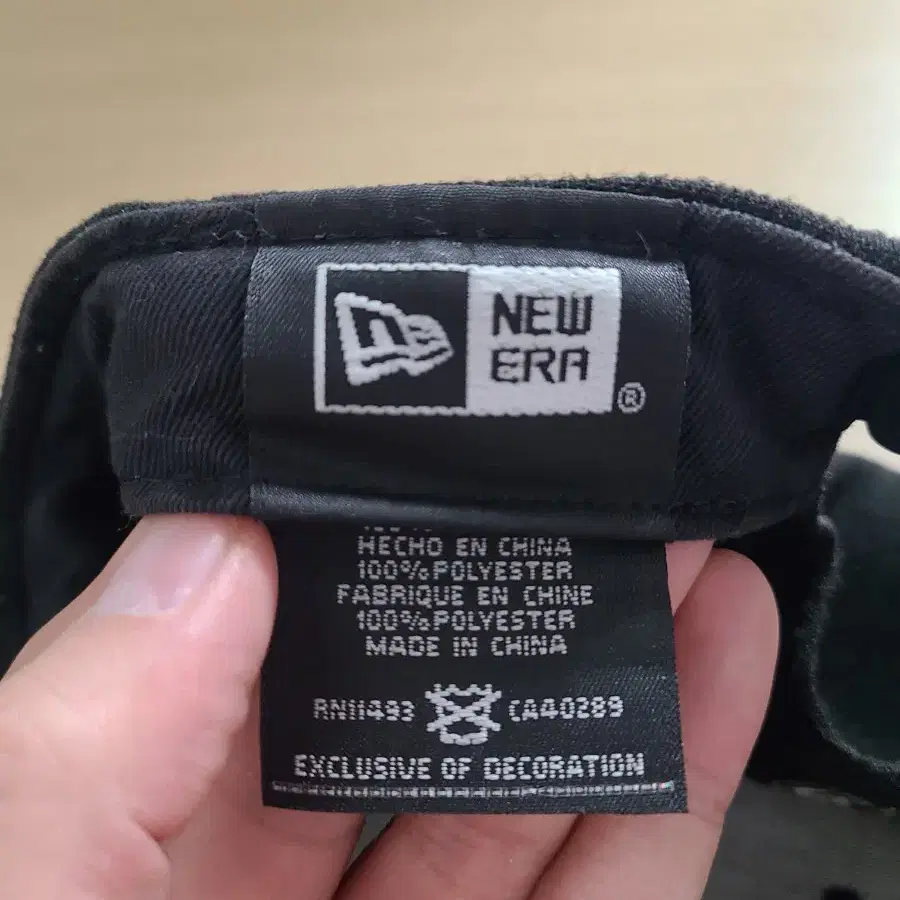 NEW
ERA
®
HECHO EN CHINA
100%POLYESTER
FABRIQUE EN CHINE
100%POLYESTER
MADE IN CHINA
RN11493 CA40289
EXCLUSIVE OF DECORATION